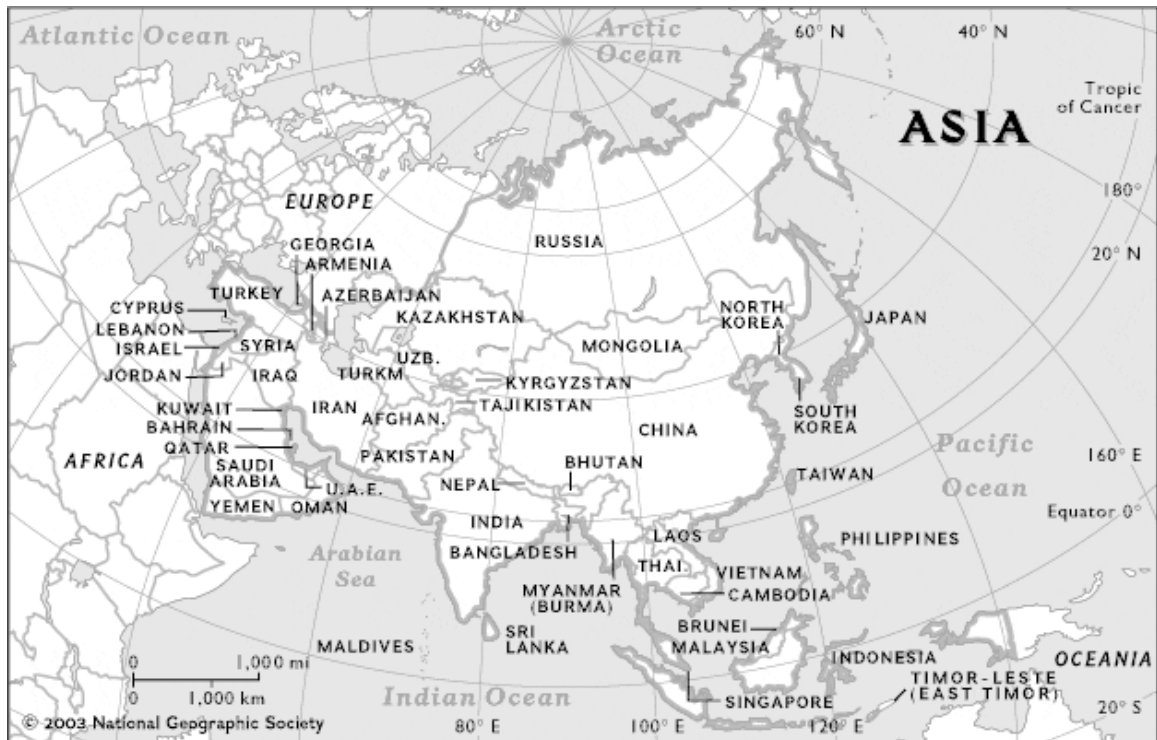 Atlantic Ocean
Arctic
Ocean
60° N
40° N
Tropic
of Cancer
ASIA
180°
20° N
EUROPE
RUSSIA
GEORGIA
ARMENIA
TURKEY
AZERBAIJAN
CYPRUS
KAZAKHSTAN
NORTH
KOREA
JAPAN
LEBANON
ISRAEL
SYRIA
UZB.
MONGOLIA
JORDAN
IRAQ
TURKM.
KYRGYZSTAN
TAJIKISTAN
KUWAIT
IRAN
AFGHAN.
SOUTH
KOREA
BAHRAIN
CHINA
QATAR
PAKISTAN
Pacific
Ocean
160° E
AFRICA
SAUDI
ARABIA
BHUTAN
TAIWAN
NEPAL
U.A.E.
YEMEN
OMAN
INDIA
Equator 0°
LAOS
PHILIPPINES
Arabian
Sea
BANGLADESH
THAI.
VIETNAM
MYANMAR
(BURMA)
CAMBODIA
BRUNEI
SRI
LANKA
MALDIVES
MALAYSIA
INDONESIA
OCEANIA
0 1,000 mi
0 1,000 km
TIMOR-LESTE
(EAST TIMOR)
Indian Ocean
SINGAPORE
20° S
© 2003 National Geographic Society
80° E
100° E
120° E